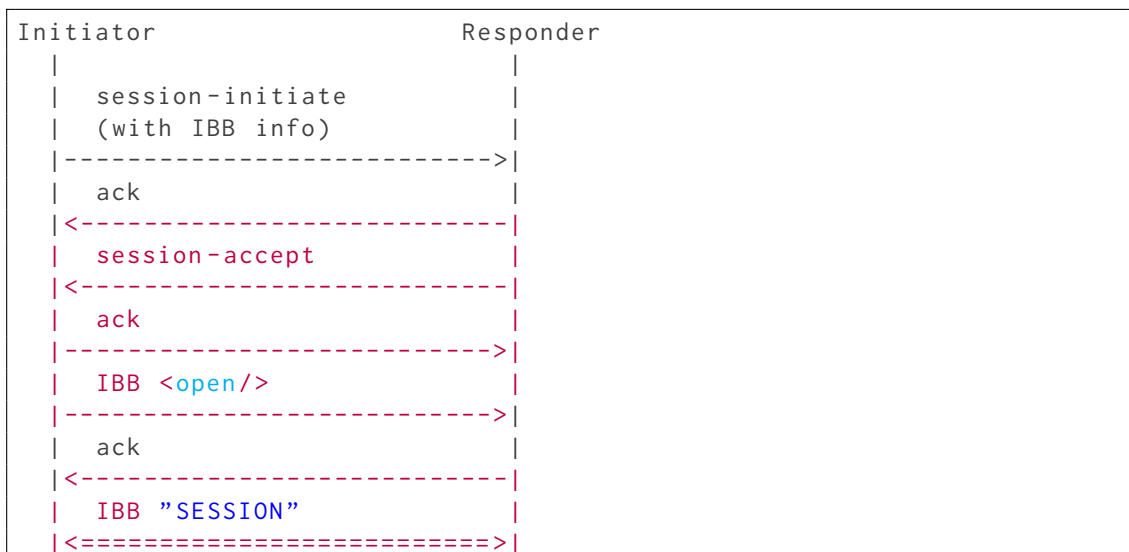 Initiator                   Responder
  |                            |
  |  session-initiate          |
  |  (with IBB info)           |
  |--------------------------->|
  |  ack                       |
  |<---------------------------|
  |  session-accept            |
  |<---------------------------|
  |  ack                       |
  |--------------------------->|
  |  IBB <open/>               |
  |--------------------------->|
  |  ack                       |
  |<---------------------------|
  |  IBB ”SESSION”             |
  |<==========================>|